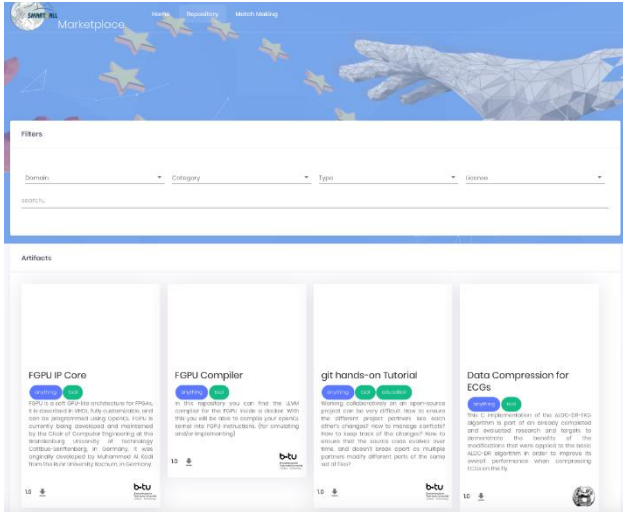 SMART ALL
Marketplace
Home Repository Match Making
Filters
Domain Category Type License
search...
Artifacts
FGPU IP Core
anything tool
FGPU is a soft GPU-like architecture for FPGAs.
It is described in VHDL, fully customizable, and
can be programmed using OpenCL. FGPU is
currently being developed and maintained
by the Chair of Computer Engineering at the
Brandenburg University of Technology
Cottbus-Senftenberg, in Germany. It was
originally developed by Muhammed Al Kadi
from the Ruhr University Bochum, in Germany.
1.0
b-tu
FGPU Compiler
anything tool
In this repository you can find the LLVM
compiler for the FGPU inside a docker. With
this you will be able to compile your OpenCL
kernel into FGPU instructions. (for simulating
and/or implementing)
1.0
b-tu
git hands-on Tutorial
anything tool education
Working collaboratively on an open-source
project can be very difficult. How to ensure
the different project partners see each
other's changes? How to manage conflicts?
How to keep track of the changes? How to
ensure that the source code evolves over
time, and doesn't break apart as multiple
partners modify different parts of the same
set of files?
1.0
b-tu
Data Compression for
ECGs
anything tool
This C implementation of the ALDC-DR-EKG
algorithm is part of an already completed
and evaluated research and targets to
demonstrate the benefits of the
modifications that were applied to the basic
ALDC-DR algorithm in order to improve its
overall performance when compressing
ECGs on the fly.
1.0